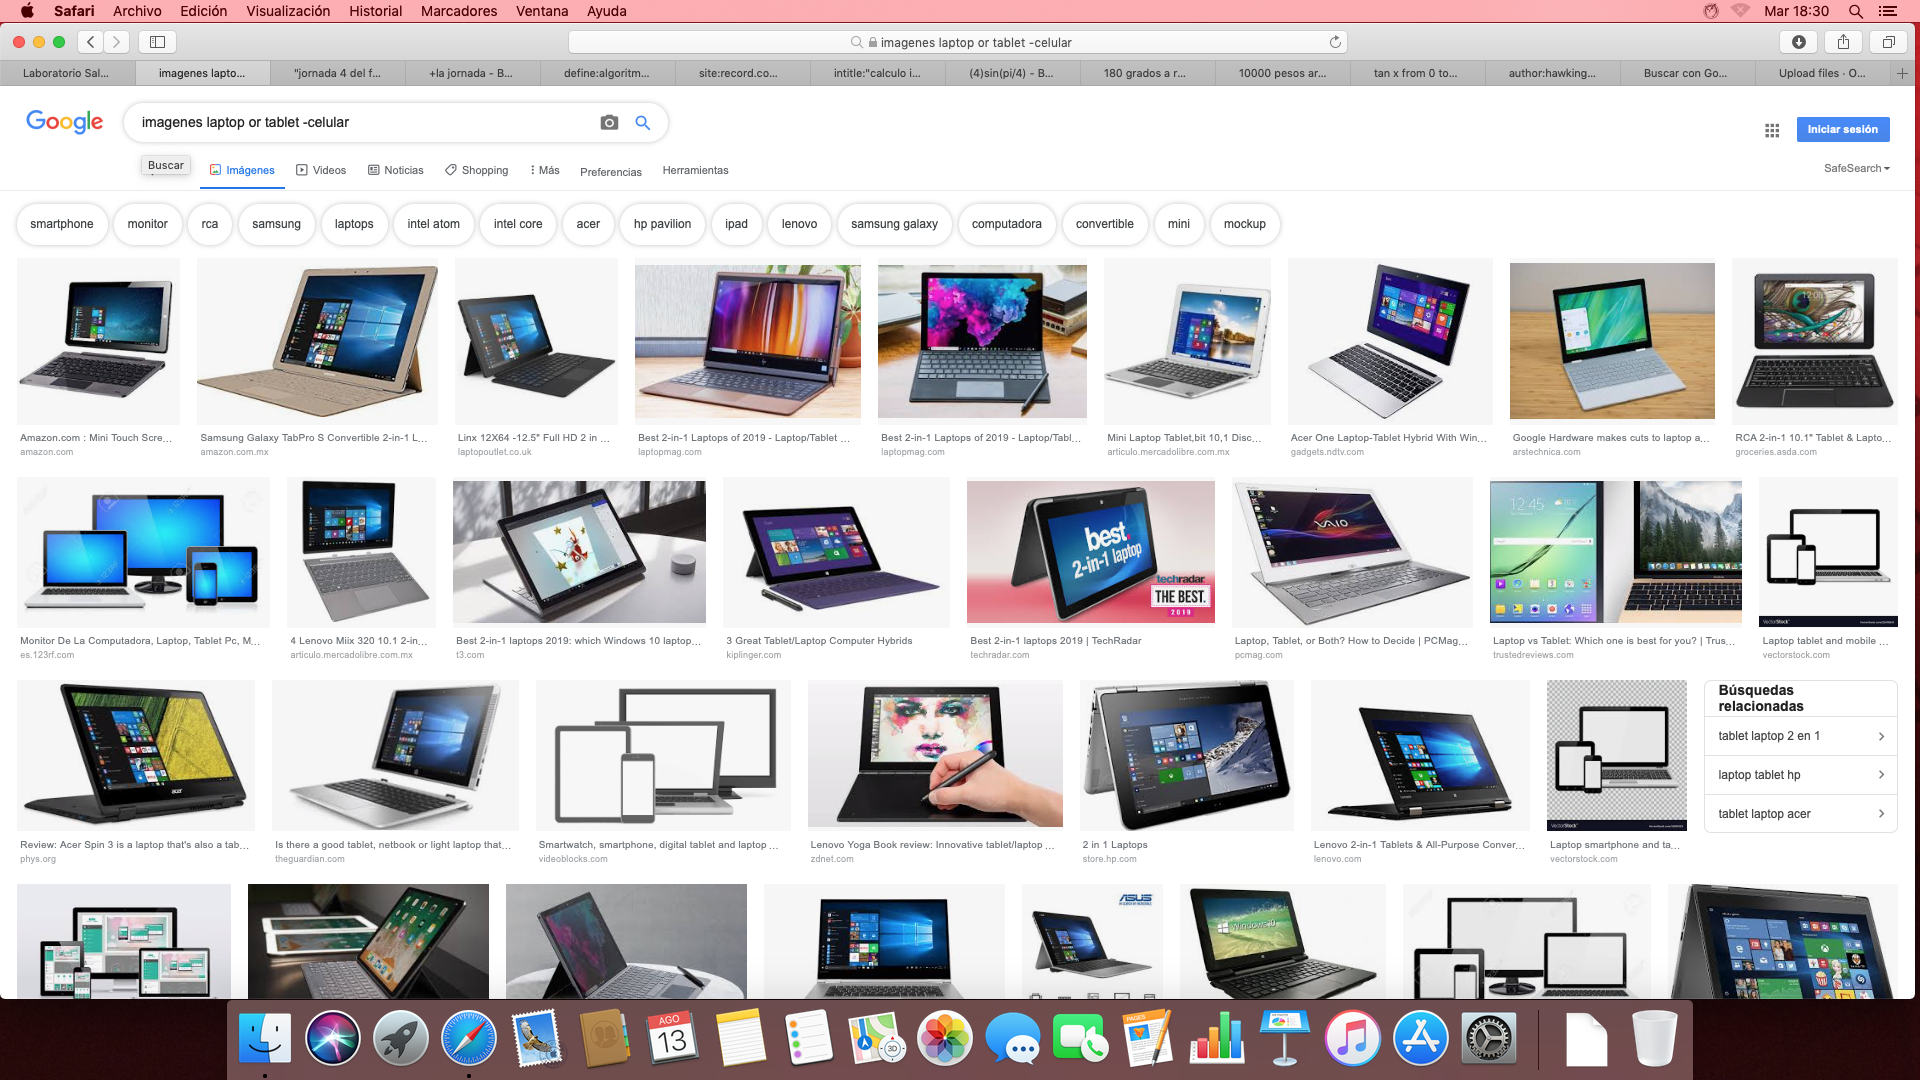 Safari Archivo Edición Visualización Historial Marcadores Ventana Ayuda Mar 18:30
imagenes laptop or tablet -celular
Laboratorio Sal... imagenes lapto... "jornada 4 del f... +la jornada - B... define:algoritm... site:record.co... intitle:"calculo i... (4)sin(pi/4) - B... 180 grados a r... 10000 pesos ar... tan x from 0 to... author:hawking... Buscar con Go... Upload files · O...
Google imagenes laptop or tablet -celular Iniciar sesión
Buscar Imágenes Videos Noticias Shopping Más Preferencias Herramientas SafeSearch
smartphone monitor rca samsung laptops intel atom intel core acer hp pavilion ipad lenovo samsung galaxy computadora convertible mini mockup
Amazon.com : Mini Touch Scre... Samsung Galaxy TabPro S Convertible 2-in-1 L... Linx 12X64 -12.5" Full HD 2 in ... Best 2-in-1 Laptops of 2019 - Laptop/Tablet ... Best 2-in-1 Laptops of 2019 - Laptop/Tabl... Mini Laptop Tablet,bit 10,1 Disc... Acer One Laptop-Tablet Hybrid With Win... Google Hardware makes cuts to laptop a... RCA 2-in-1 10.1" Tablet & Lapto...
amazon.com amazon.com.mx laptopoutlet.co.uk laptopmag.com laptopmag.com articulo.mercadolibre.com.mx gadgets.ndtv.com arstechnica.com groceries.asda.com
best.
2-in-1 laptop
techradar
THE BEST.
2019
VAIO
12:45
VectorStock
Monitor De La Computadora, Laptop, Tablet Pc, M... 4 Lenovo Miix 320 10.1 2-in... Best 2-in-1 laptops 2019: which Windows 10 laptop... 3 Great Tablet/Laptop Computer Hybrids Best 2-in-1 laptops 2019 | TechRadar Laptop, Tablet, or Both? How to Decide | PCMag... Laptop vs Tablet: Which one is best for you? | Trus... Laptop tablet and mobile ...
es.123rf.com articulo.mercadolibre.com.mx t3.com kiplinger.com techradar.com pcmag.com trustedreviews.com vectorstock.com
acer
VectorStock
Búsquedas
relacionadas
tablet laptop 2 en 1
laptop tablet hp
tablet laptop acer
Review: Acer Spin 3 is a laptop that's also a tab... Is there a good tablet, netbook or light laptop that... Smartwatch, smartphone, digital tablet and laptop ... Lenovo Yoga Book review: Innovative tablet/laptop ... 2 in 1 Laptops Lenovo 2-in-1 Tablets & All-Purpose Conver... Laptop smartphone and ta...
phys.org theguardian.com videoblocks.com zdnet.com store.hp.com lenovo.com vectorstock.com
ASUS
Windows 10
AGO
13
3D
PAGES